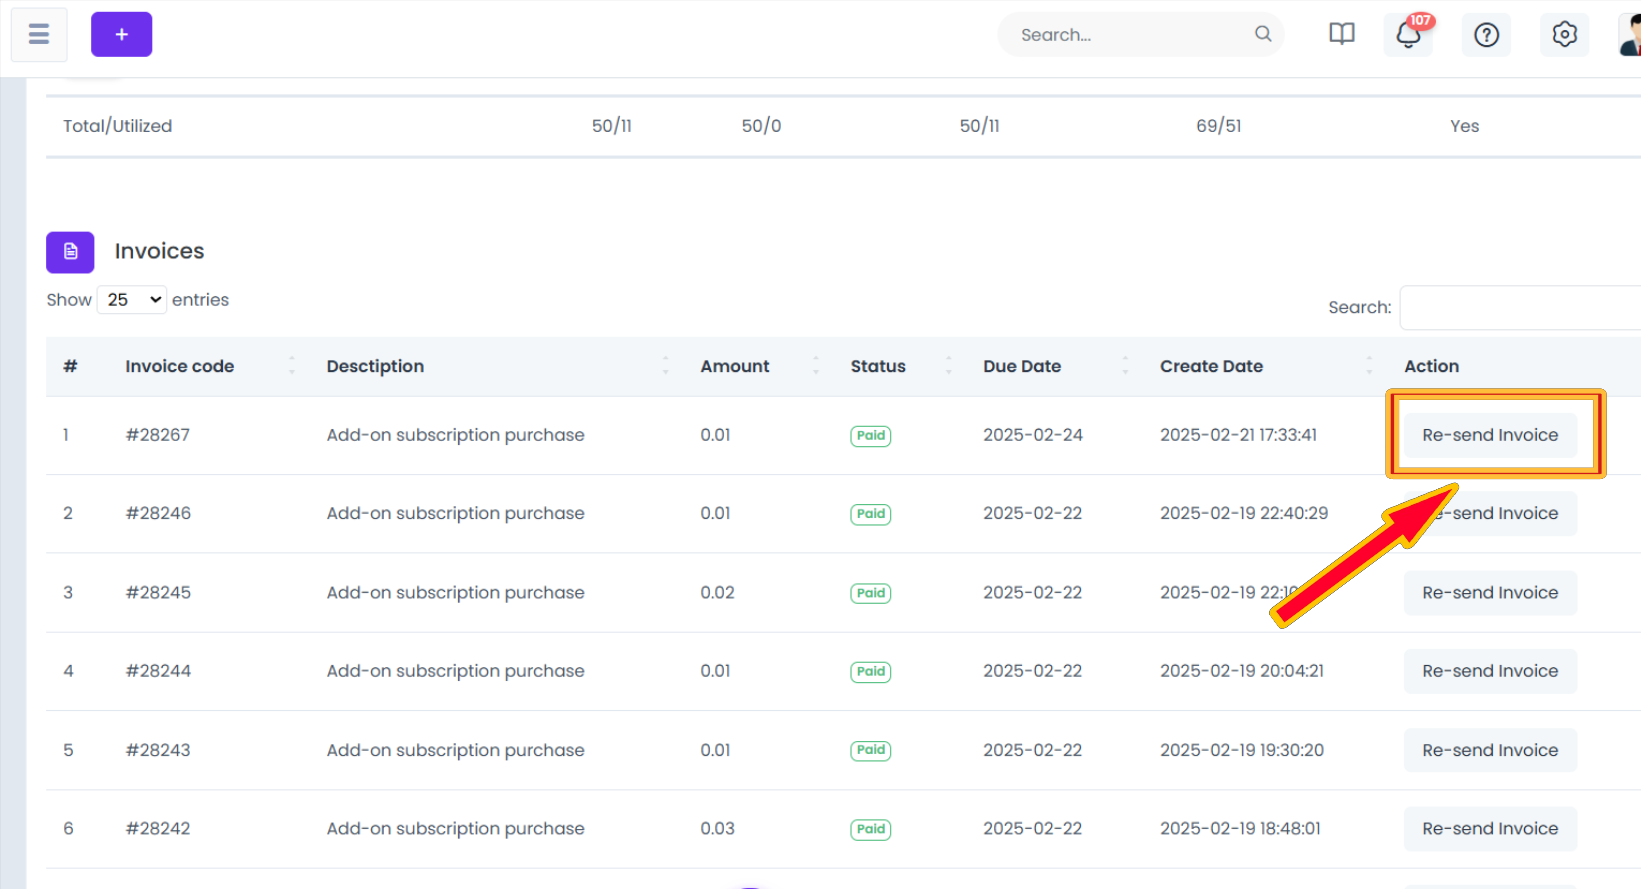 + Search... 107
Total/Utilized 50/11 50/0 50/11 69/51 Yes
Invoices
Show 25 entries
Search:
# Invoice code Desctiption Amount Status Due Date Create Date Action
1 #28267 Add-on subscription purchase 0.01 Paid 2025-02-24 2025-02-21 17:33:41 Re-send Invoice
2 #28246 Add-on subscription purchase 0.01 Paid 2025-02-22 2025-02-19 22:40:29 e-send Invoice
3 #28245 Add-on subscription purchase 0.02 Paid 2025-02-22 2025-02-19 Re-send Invoice
4 #28244 Add-on subscription purchase 0.01 Paid 2025-02-22 2025-02-19 20:04:21 Re-send Invoice
5 #28243 Add-on subscription purchase 0.01 Paid 2025-02-22 2025-02-19 19:30:20 Re-send Invoice
6 #28242 Add-on subscription purchase 0.03 Paid 2025-02-22 2025-02-19 18:48:01 Re-send Invoice